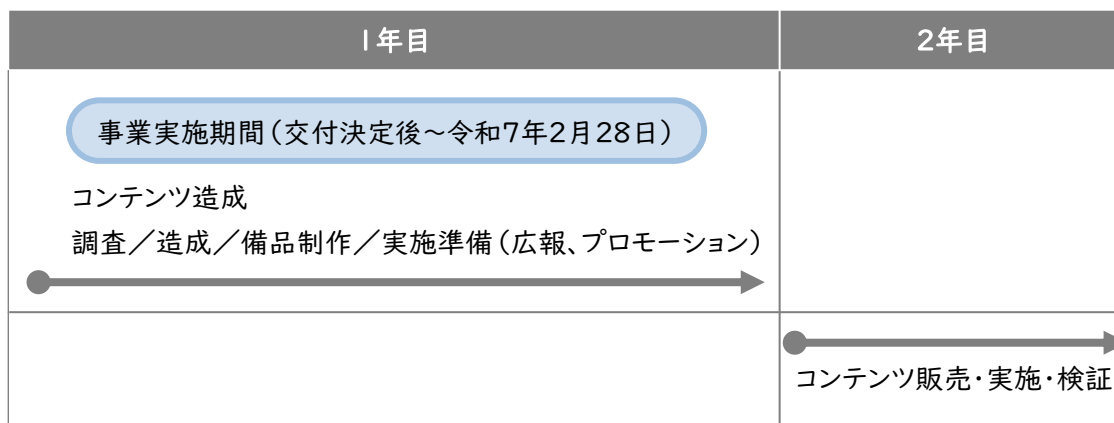 1年目
2年目
事業実施期間(交付決定後～令和7年2月28日)
コンテンツ造成
調査/造成/備品制作/実施準備(広報、プロモーション)
コンテンツ販売・実施・検証